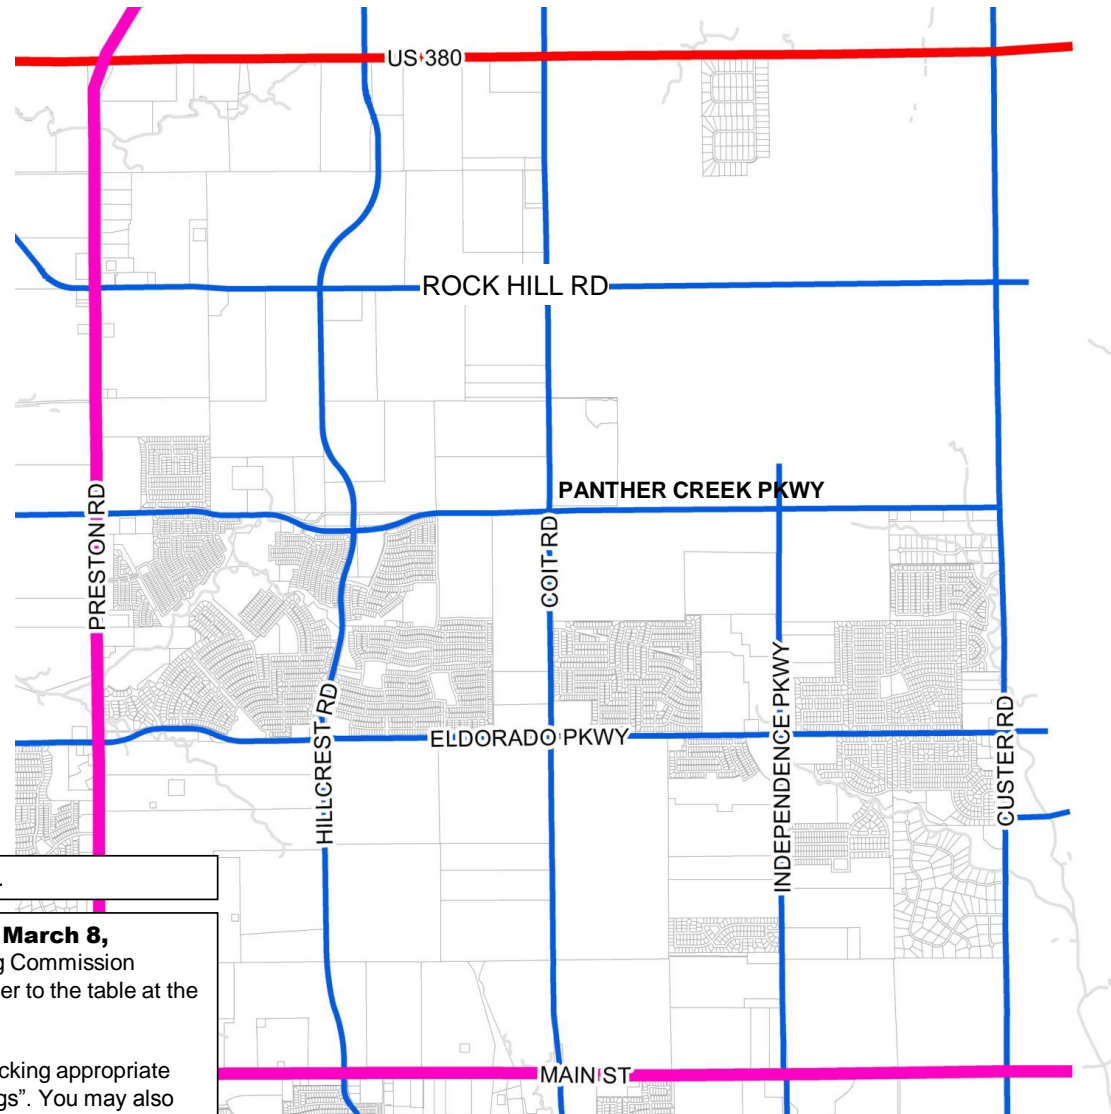 US 380
ROCK HILL RD
PANTHER CREEK PKWY
PRESTON RD
COIT RD
HILLCREST RD
ELDORADO PKWY
INDEPENDENCE PKWY
CUSTER RD
.
March 8,
g Commission
er to the table at the
cking appropriate
gs”. You may also
MAIN ST